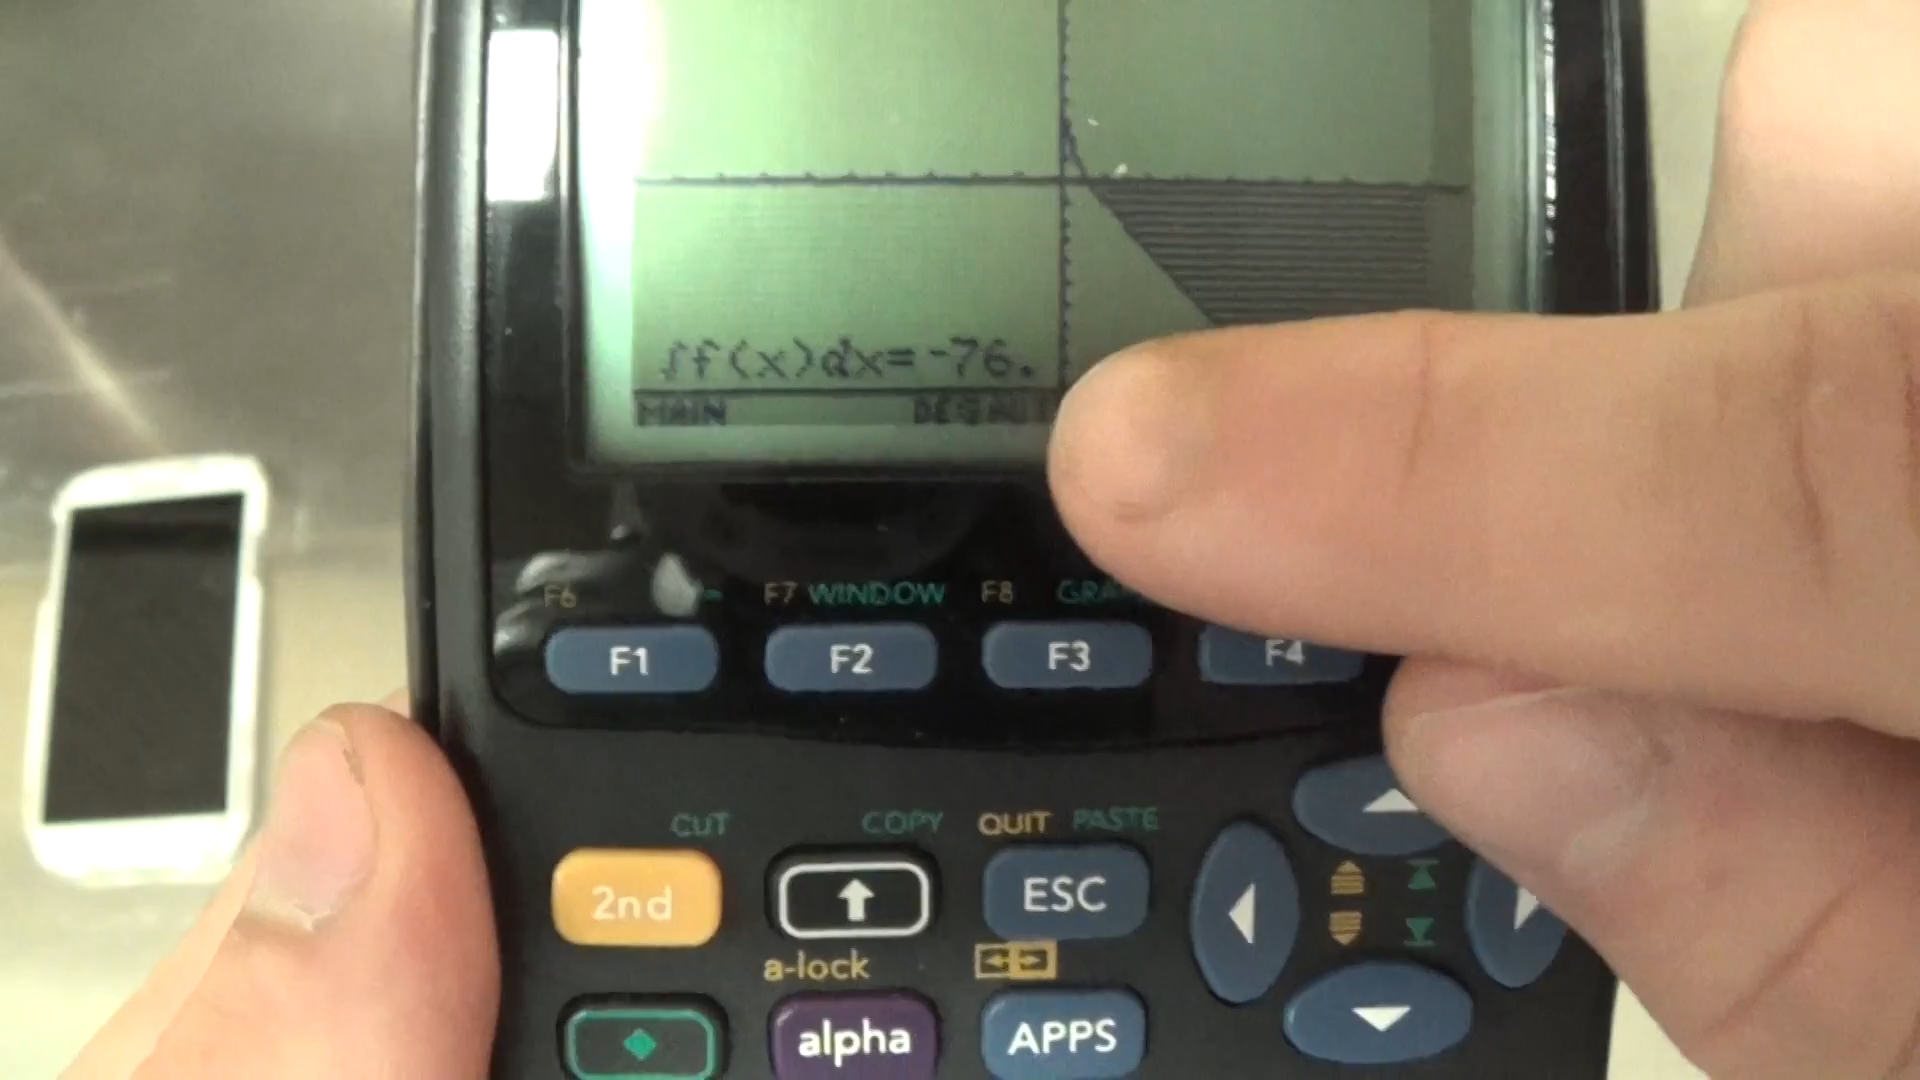 ∫f(x)dx=-76.
MAIN
F6 F7 WINDOW F8
F1 F2 F3 F4
CUT COPY QUIT PASTE
2nd ESC
a-lock
alpha APPS